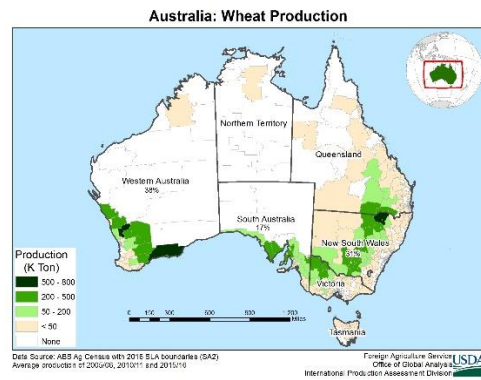 Australia: Wheat Production
Northern Territory
Queensland
Western Australia
38%
South Australia
17%
New South Wales
31%
Victoria
Tasmania
Production
(K Ton)
500 - 800
200 - 500
50 - 200
< 50
None
Miles
Data Source: ABS Ag Census with 2016 SLA boundaries (SA2)
Average production of 2005/06, 2010/11 and 2015/16
Foreign Agriculture Service
Office of Global Analysis
International Production Assessment Division
USDA